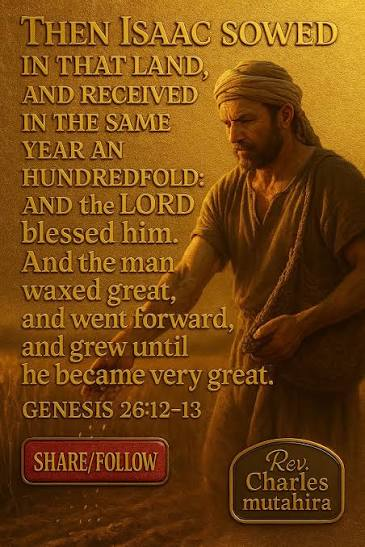 THEN ISAAC SOWED
IN THAT LAND,
AND RECEIVED
IN THE SAME
YEAR AN
HUNDREDFOLD:
AND the LORD
blessed him.
And the man
waxed great,
and went forward,
and grew until
he became very great.
GENESIS 26:12–13
SHARE/FOLLOW
Rev.
Charles
mutahira